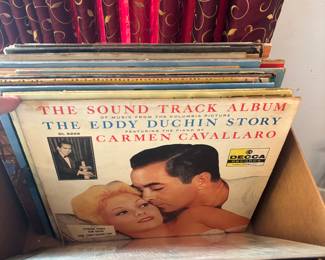 THE SOUND TRACK ALBUM
OF MUSIC FROM THE COLUMBIA PICTURE
THE EDDY DUCHIN STORY
FEATURING THE PIANO OF
CARMEN CAVALLARO
DL 8289
DECCA
RECORDS